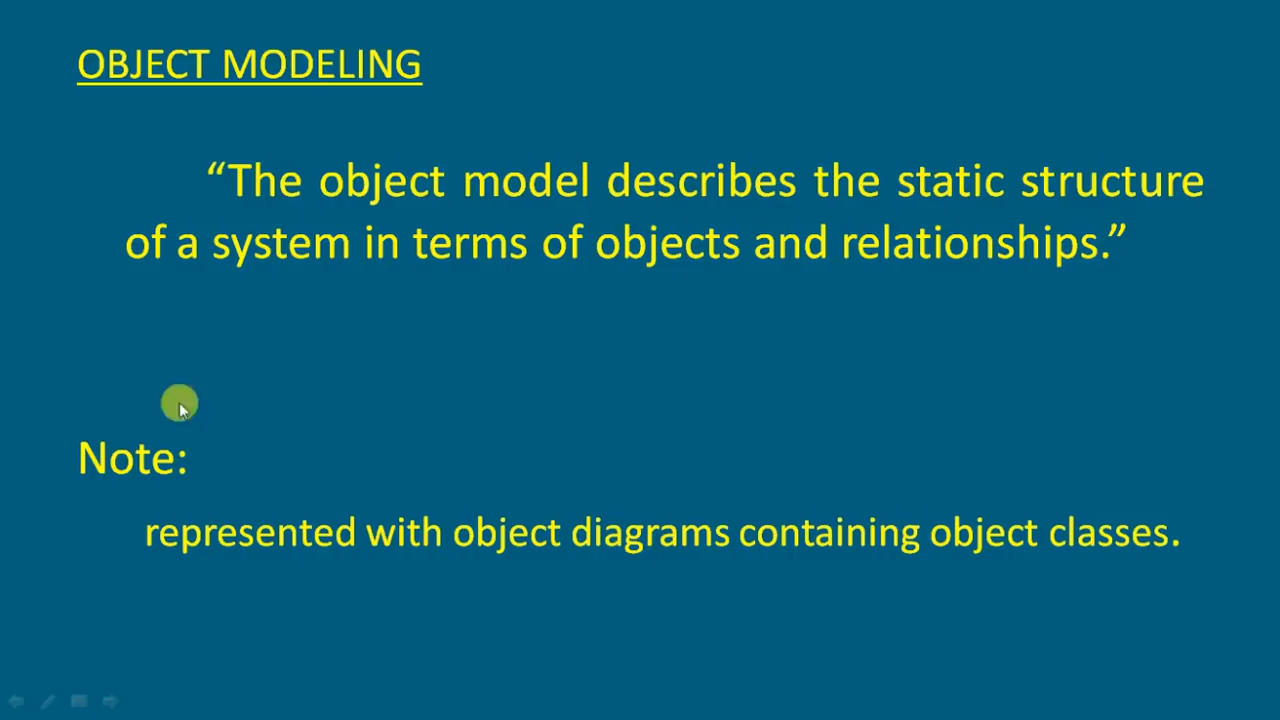 OBJECT MODELING
“The object model describes the static structure
of a system in terms of objects and relationships.”
Note:
represented with object diagrams containing object classes.